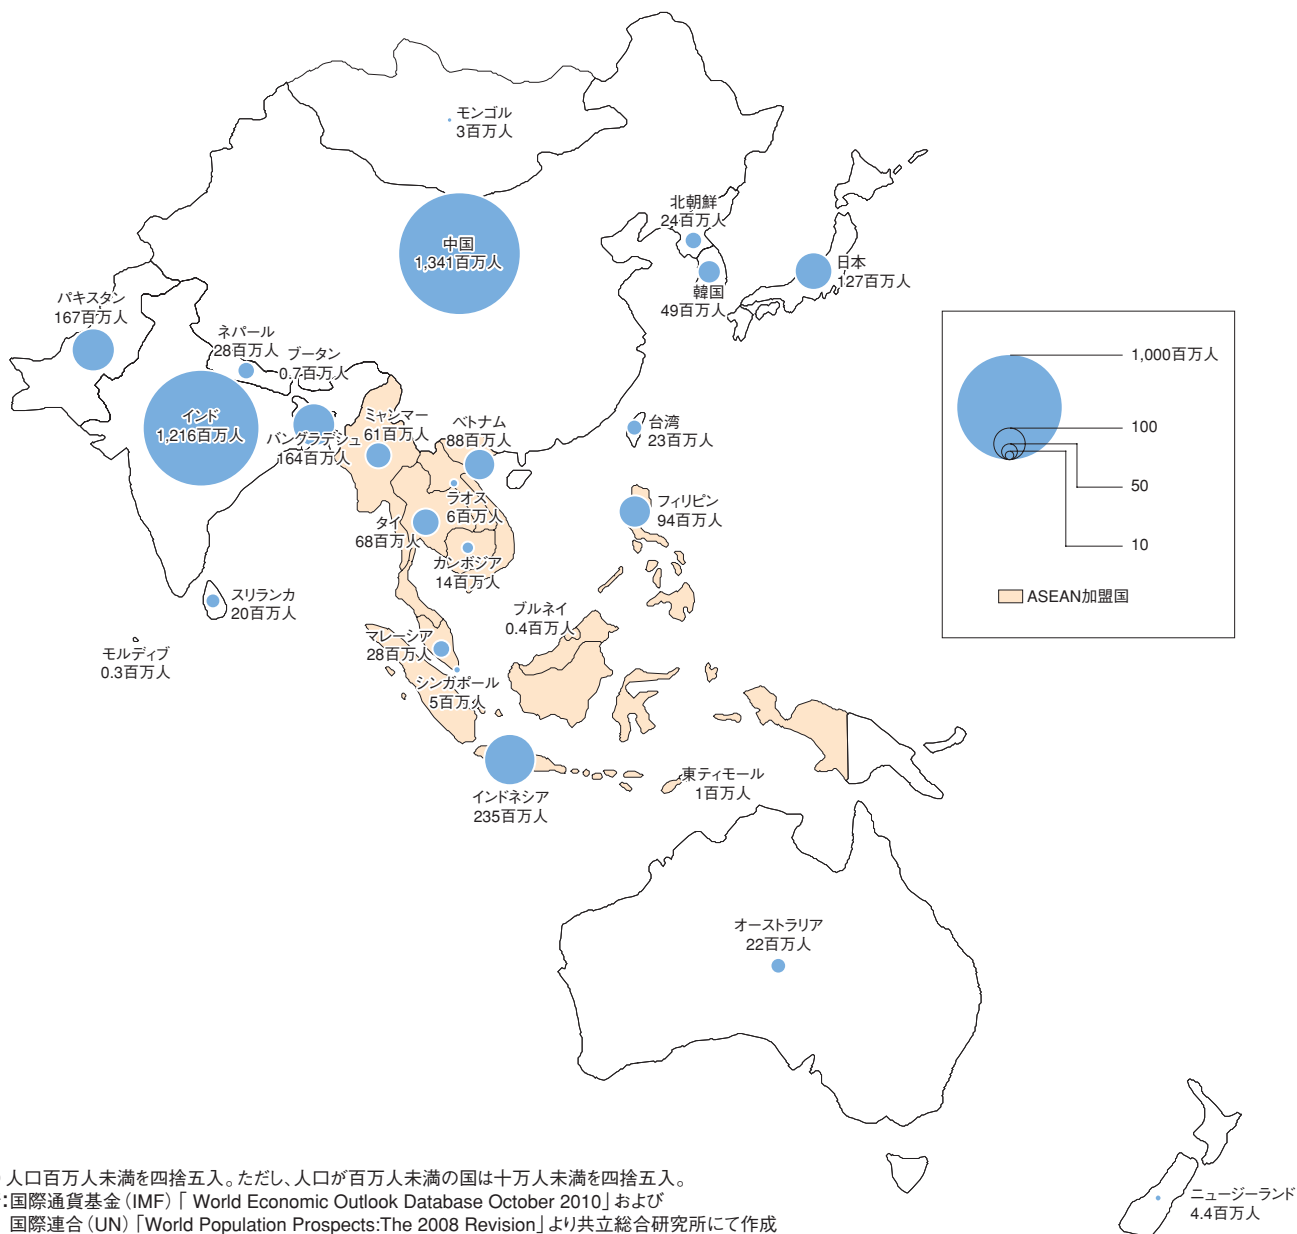 モンゴル
3百万人
北朝鮮
24百万人
中国
1,341百万人
日本
127百万人
韓国
49百万人
パキスタン
167百万人
ネパール
28百万人
ブータン
0.7百万人
インド
1,216百万人
バングラデシュ
164百万人
ミャンマー
61百万人
ベトナム
88百万人
台湾
23百万人
ラオス
6百万人
タイ
68百万人
カンボジア
14百万人
フィリピン
94百万人
スリランカ
20百万人
モルディブ
0.3百万人
ブルネイ
0.4百万人
マレーシア
28百万人
シンガポール
5百万人
インドネシア
235百万人
東ティモール
1百万人
オーストラリア
22百万人
ニュージーランド
4.4百万人
1,000百万人
100
50
10
ASEAN加盟国
人口百万人未満を四捨五入。ただし、人口が百万人未満の国は十万人未満を四捨五入。
:国際通貨基金(IMF)「 World Economic Outlook Database October 2010」および
国際連合(UN)「World Population Prospects:The 2008 Revision」より共立総合研究所にて作成